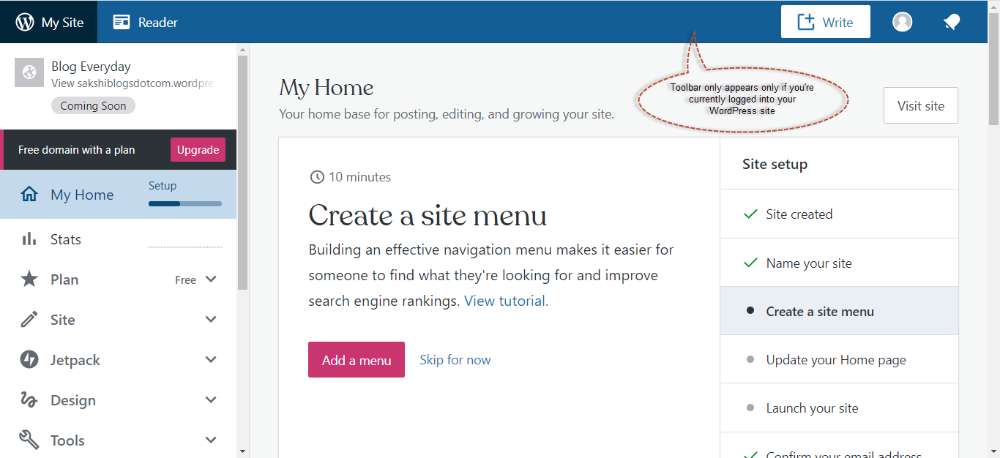 My Site
Reader
Write
Blog Everyday
View sakshiblogsdotcom.wordpre
Coming Soon
Free domain with a plan
Upgrade
My Home
Setup
Stats
Plan
Free
Site
Jetpack
Design
Tools
My Home
Your home base for posting, editing, and growing your site.
Toolbar only appears only if you're
currently logged into your
WordPress site
Visit site
10 minutes
Create a site menu
Building an effective navigation menu makes it easier for
someone to find what they're looking for and improve
search engine rankings. View tutorial.
Add a menu
Skip for now
Site setup
Site created
Name your site
Create a site menu
Update your Home page
Launch your site
Confirm your email address